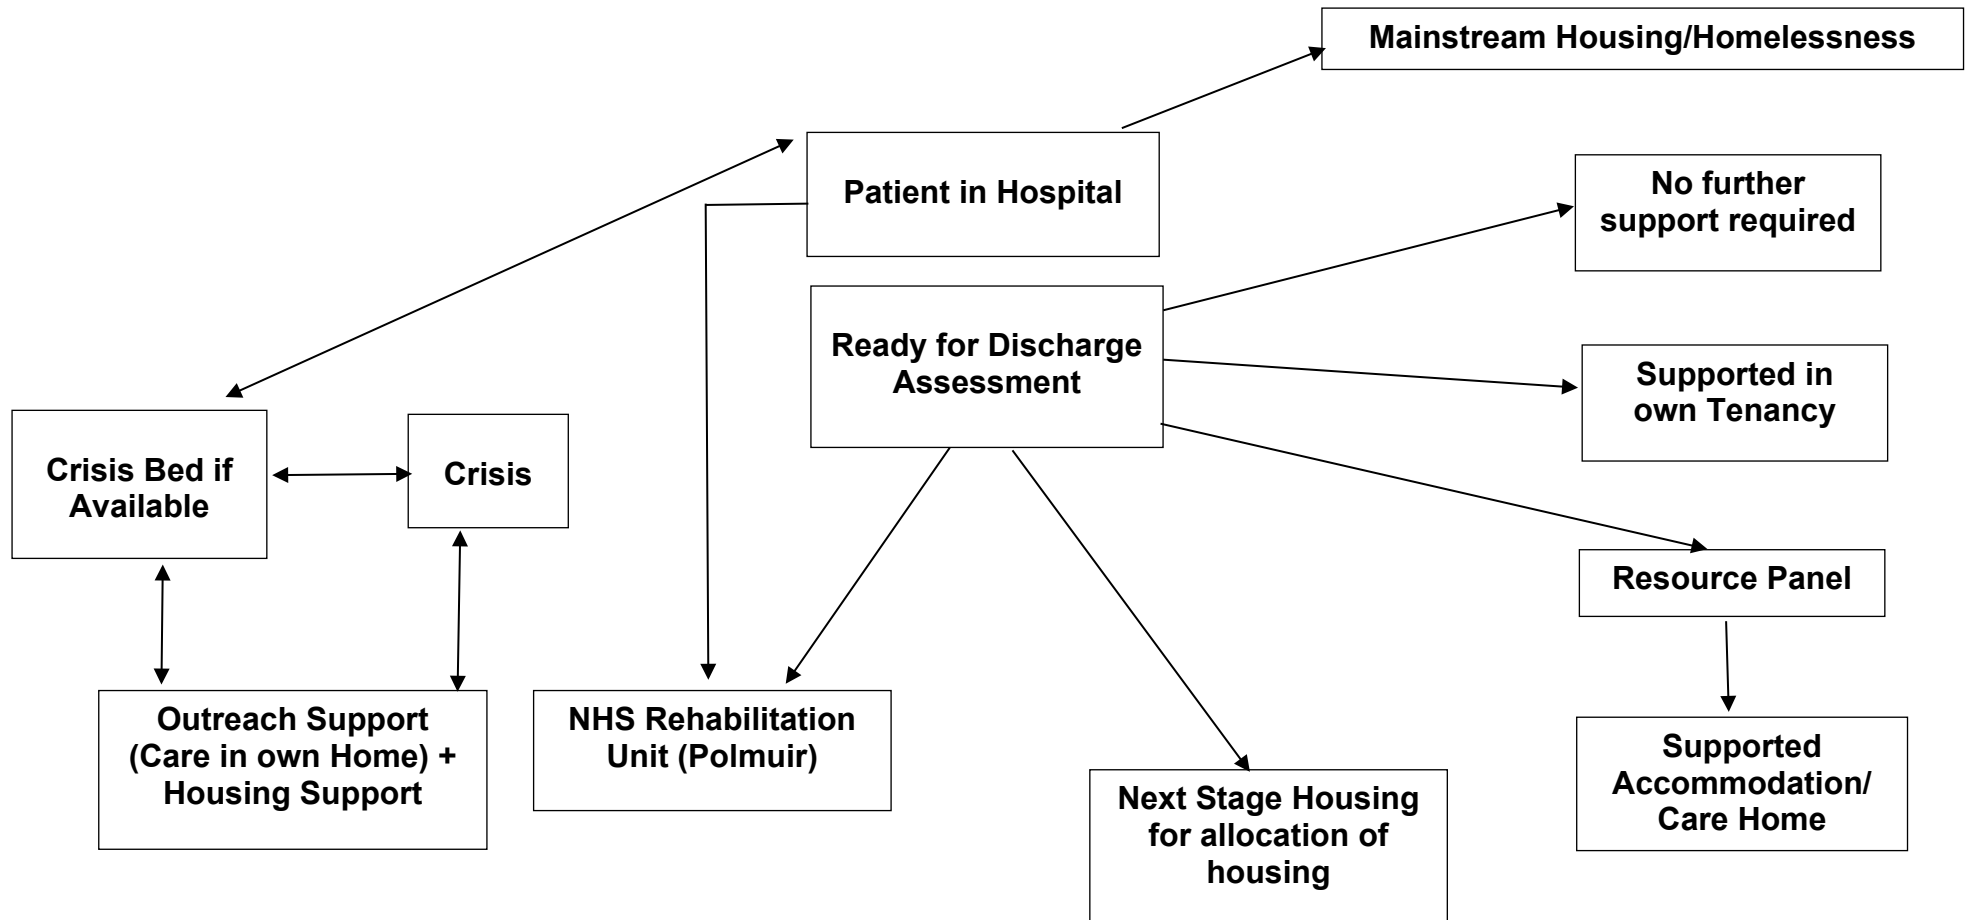 Mainstream Housing/Homelessness
Patient in Hospital
No further
support required
Ready for Discharge
Assessment
Supported in
own Tenancy
Crisis Bed if
Available
Crisis
Resource Panel
Outreach Support
(Care in own Home) +
Housing Support
NHS Rehabilitation
Unit (Polmuir)
Next Stage Housing
for allocation of
housing
Supported
Accommodation/
Care Home